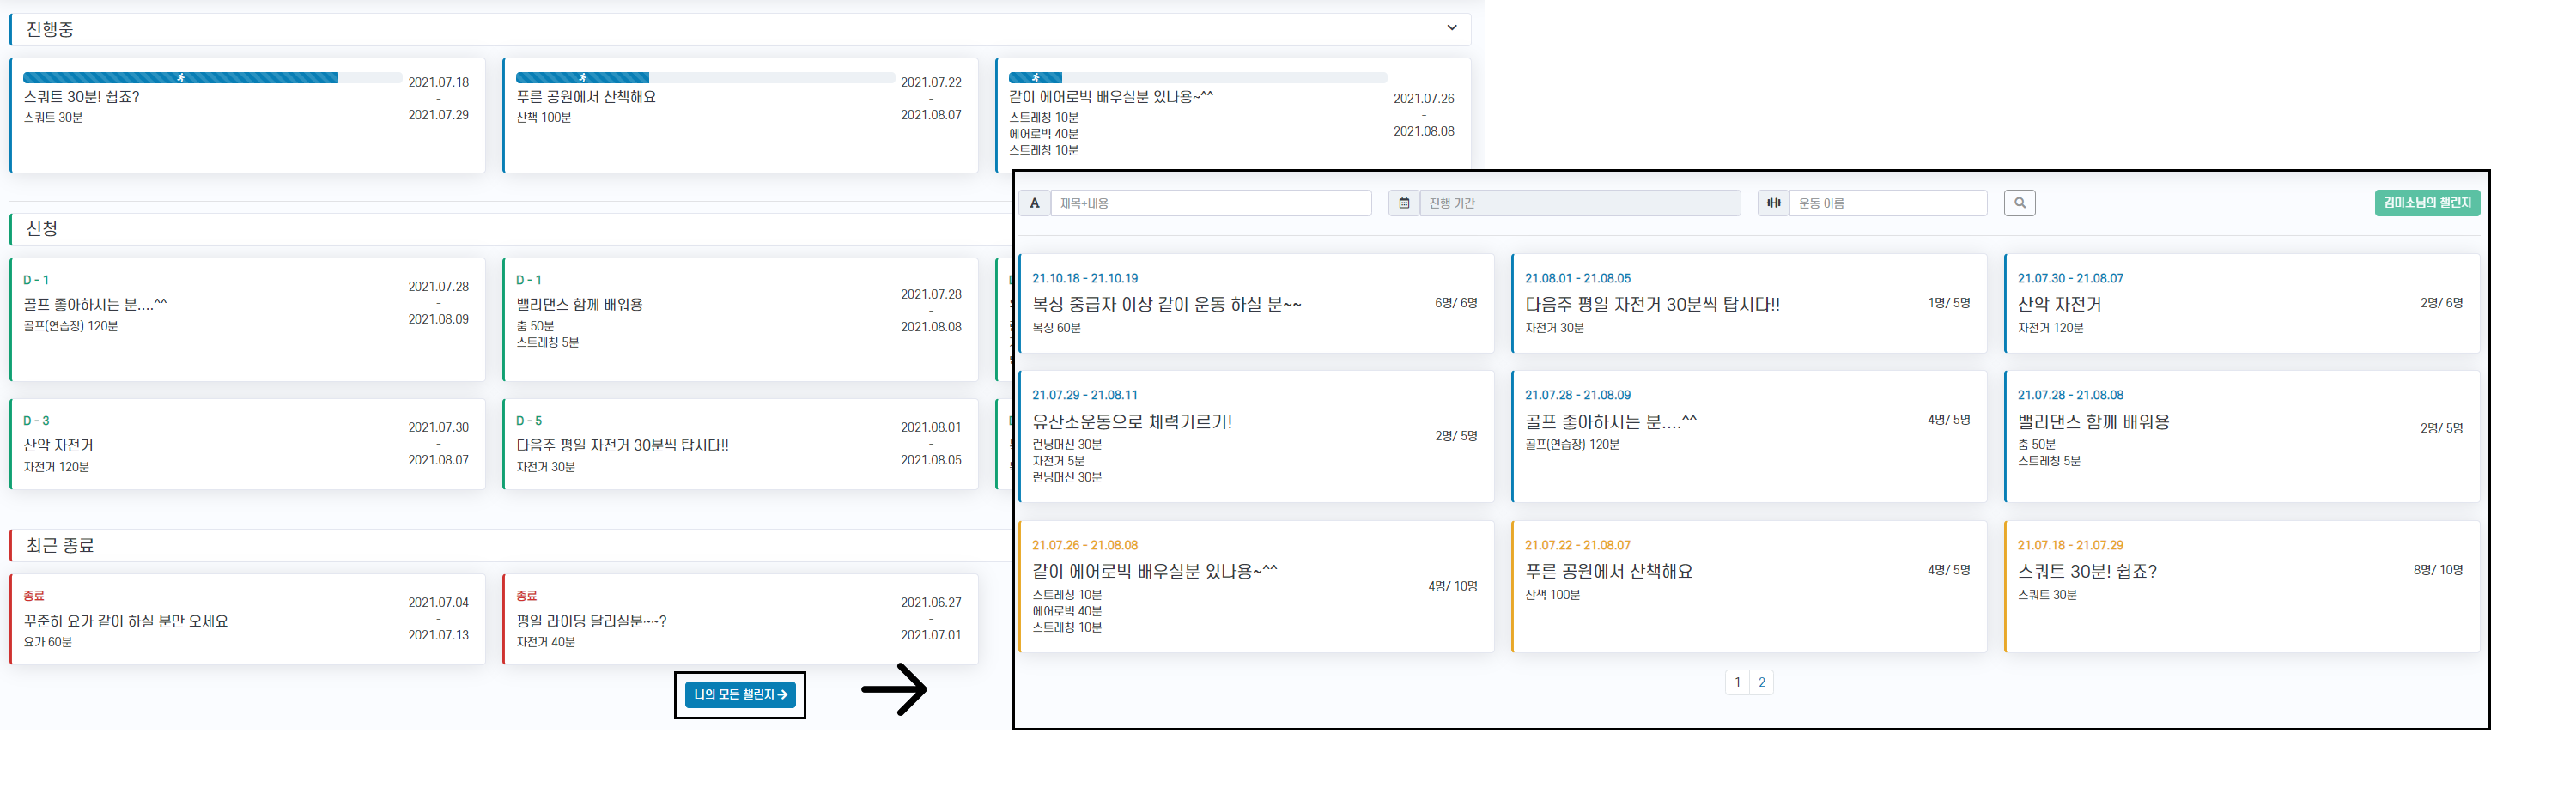 진행중
스쿼트 30분! 쉽죠?
스쿼트 30분
2021.07.18
-
2021.07.29
푸른 공원에서 산책해요
산책 100분
2021.07.22
-
2021.08.07
같이 에어로빅 배우실분 있나용~^^
스트레칭 10분
에어로빅 40분
스트레칭 10분
2021.07.26
-
2021.08.08
신청
D - 1
골프 좋아하시는 분....^^
골프(연습장) 120분
2021.07.28
-
2021.08.09
D - 1
밸리댄스 함께 배워용
춤 50분
스트레칭 5분
2021.07.28
-
2021.08.08
D - 3
산악 자전거
자전거 120분
2021.07.30
-
2021.08.07
D - 5
다음주 평일 자전거 30분씩 탑시다!!
자전거 30분
2021.08.01
-
2021.08.05
최근 종료
종료
꾸준히 요가 같이 하실 분만 오세요
요가 60분
2021.07.04
-
2021.07.13
종료
평일 라이딩 달리실분~~?
자전거 40분
2021.06.27
-
2021.07.01
나의 모든 챌린지
A 제목+내용
진행 기간
운동 이름
김미소님의 챌린지
21.10.18 - 21.10.19
복싱 중급자 이상 같이 운동 하실 분~~
복싱 60분
6명/ 6명
21.08.01 - 21.08.05
다음주 평일 자전거 30분씩 탑시다!!
자전거 30분
1명/ 5명
21.07.30 - 21.08.07
산악 자전거
자전거 120분
2명/ 6명
21.07.29 - 21.08.11
유산소운동으로 체력기르기!
런닝머신 30분
자전거 5분
런닝머신 30분
2명/ 5명
21.07.28 - 21.08.09
골프 좋아하시는 분....^^
골프(연습장) 120분
4명/ 5명
21.07.28 - 21.08.08
밸리댄스 함께 배워용
춤 50분
스트레칭 5분
2명/ 5명
21.07.26 - 21.08.08
같이 에어로빅 배우실분 있나용~^^
스트레칭 10분
에어로빅 40분
스트레칭 10분
4명/ 10명
21.07.22 - 21.08.07
푸른 공원에서 산책해요
산책 100분
4명/ 5명
21.07.18 - 21.07.29
스쿼트 30분! 쉽죠?
스쿼트 30분
8명/ 10명
1 2